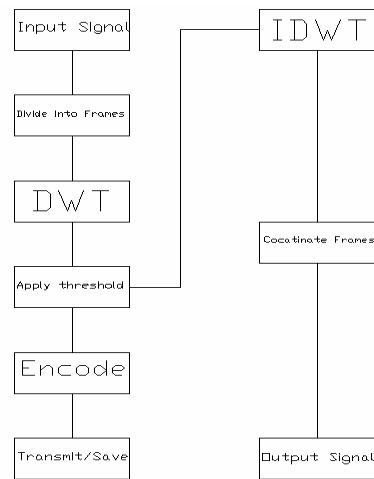 Input Signal
Divide into Frames
DWT
Apply threshold
Encode
Transmit/Save
IDWT
Cocatinate Frames
Output Signal